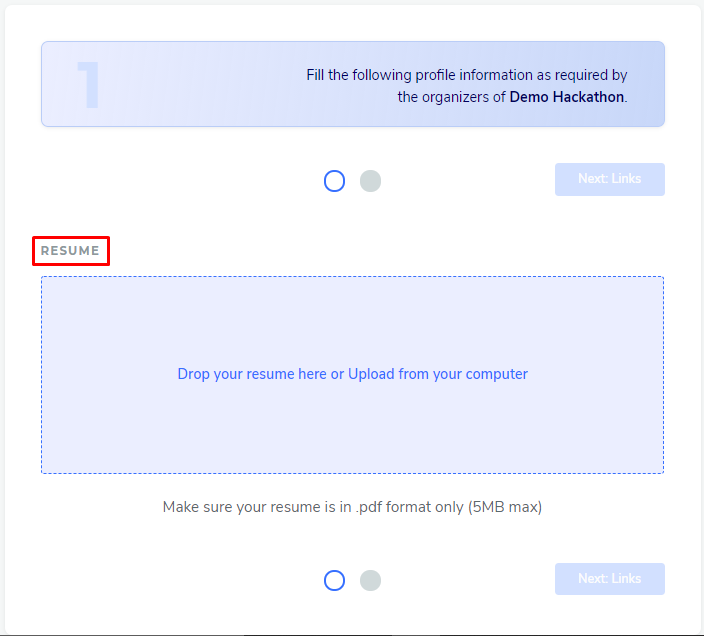 1
Fill the following profile information as required by
the organizers of Demo Hackathon.
Next: Links
RESUME
Drop your resume here or Upload from your computer
Make sure your resume is in .pdf format only (5MB max)
Next: Links